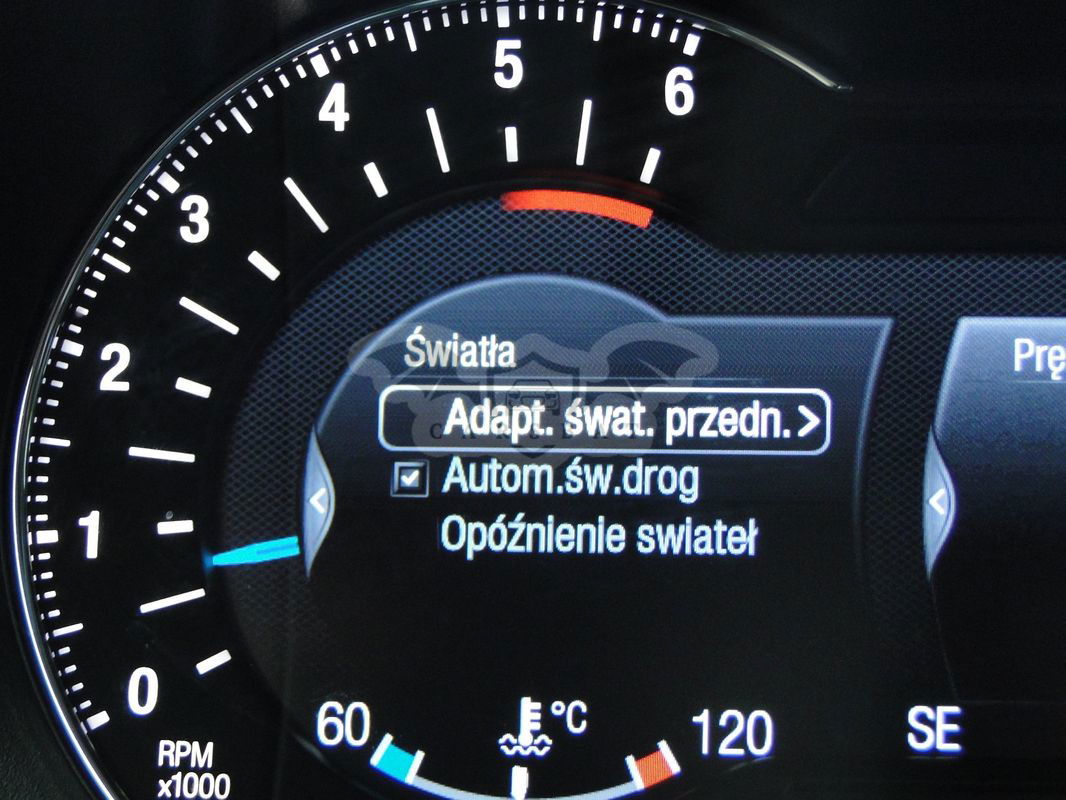 6
5
4
3
2
1
0
RPM
x1000
Światła
Adapt. śwat. przedn.>
Autom.św.drog
Opóźnienie swiateł
60
°C
120
Prę
SE